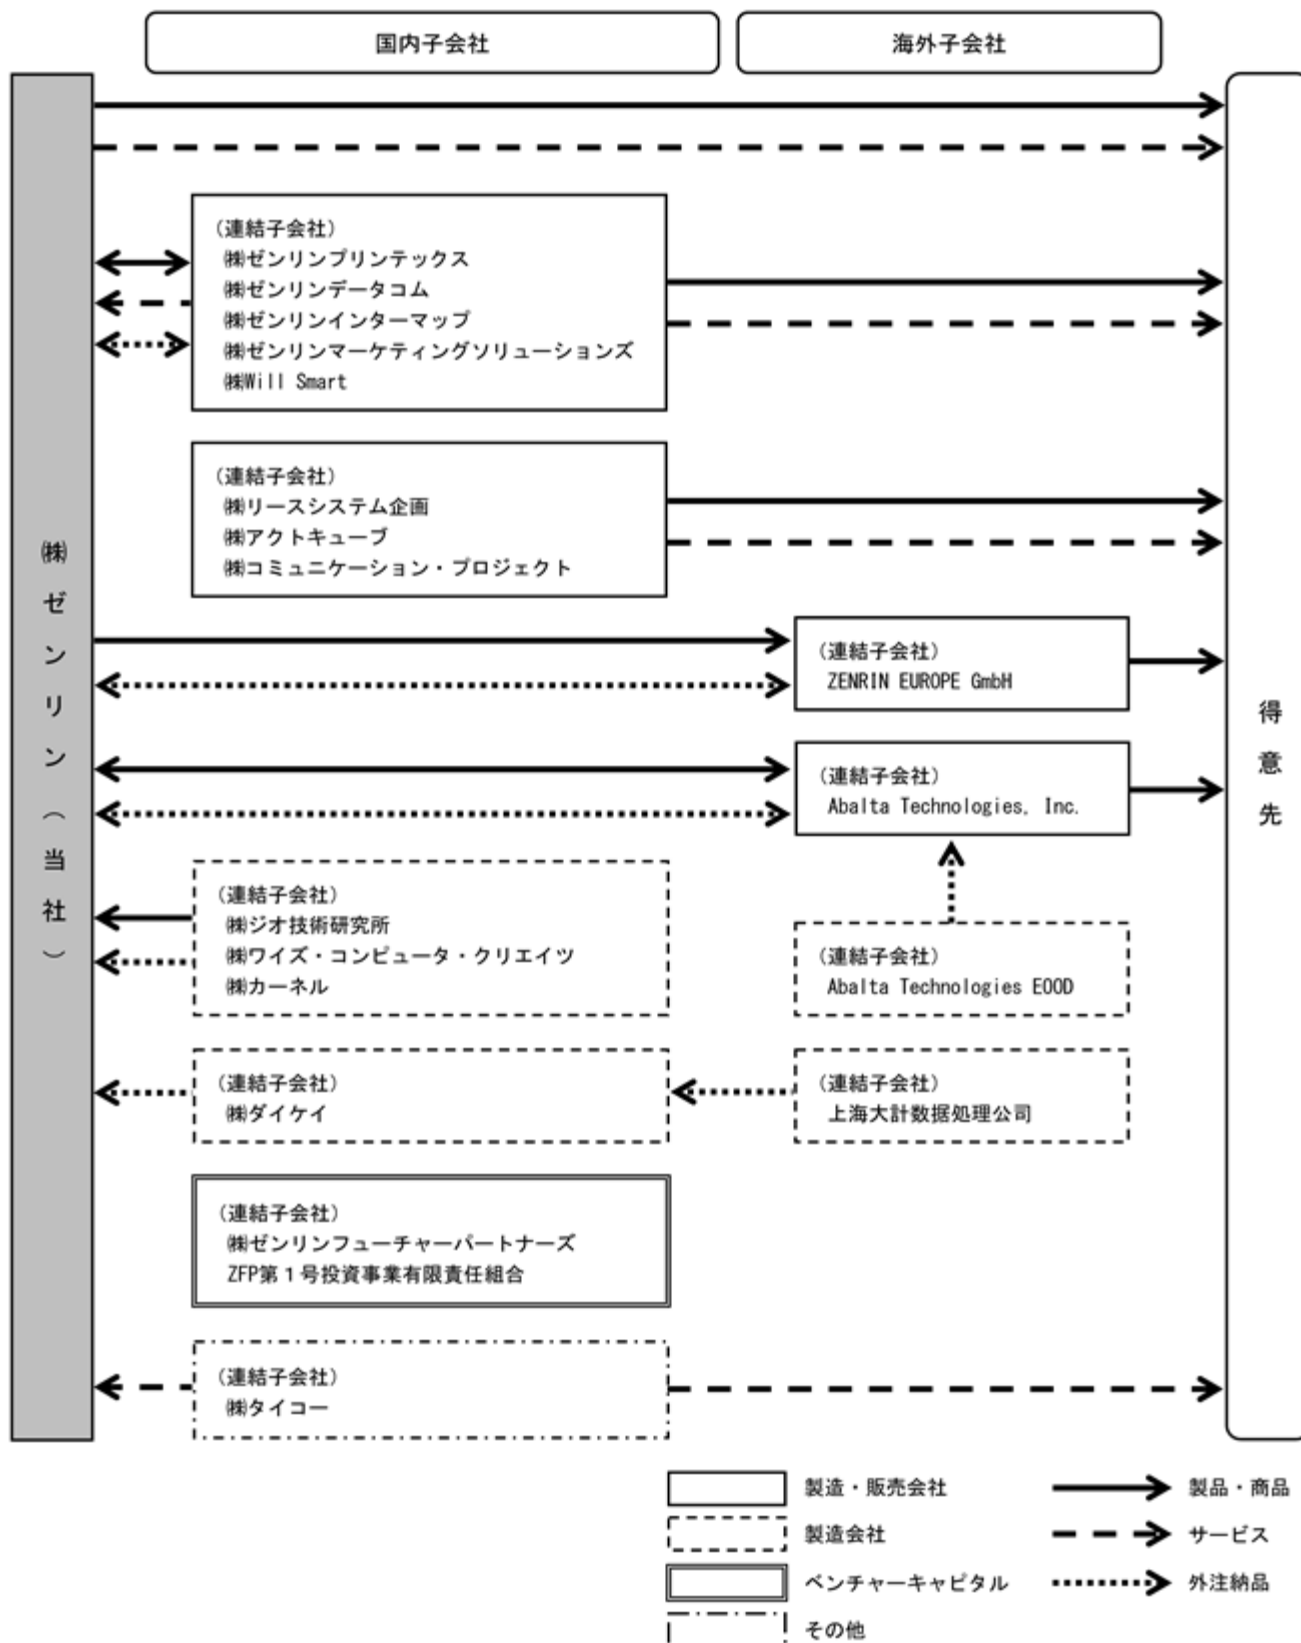 国内子会社
海外子会社
㈱ゼンリン（当社）
（連結子会社）
㈱ゼンリンプリンテックス
㈱ゼンリンデータコム
㈱ゼンリンインターマップ
㈱ゼンリンマーケティングソリューションズ
㈱Will Smart
（連結子会社）
㈱リースシステム企画
㈱アクトキューブ
㈱コミュニケーション・プロジェクト
（連結子会社）
ZENRIN EUROPE GmbH
（連結子会社）
Abalta Technologies, Inc.
（連結子会社）
㈱ジオ技術研究所
㈱ワイズ・コンピュータ・クリエイツ
㈱カーネル
（連結子会社）
Abalta Technologies EOOD
（連結子会社）
㈱ダイケイ
（連結子会社）
上海大計数据処理公司
（連結子会社）
㈱ゼンリンフューチャーパートナーズ
ZFP第１号投資事業有限責任組合
（連結子会社）
㈱タイコー
得意先
製造・販売会社
製品・商品
製造会社
サービス
ベンチャーキャピタル
外注納品
その他